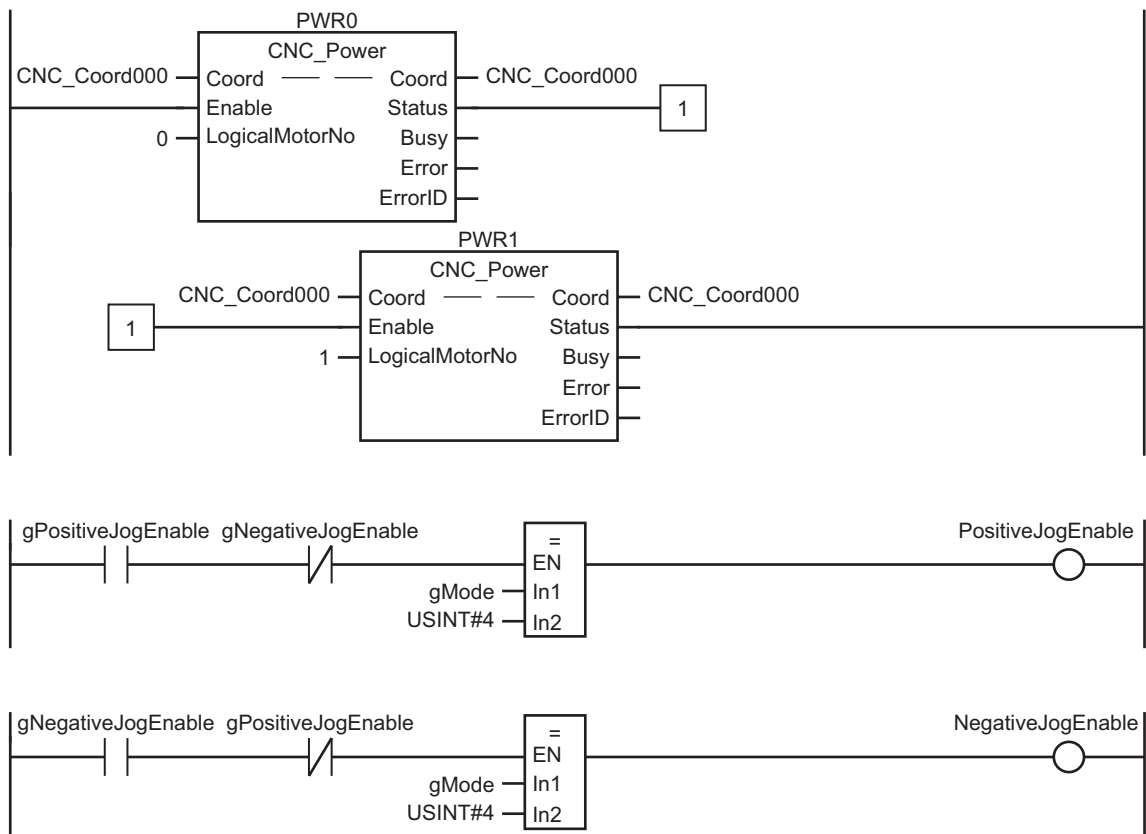 PWR0
CNC_Power
CNC_Coord000 Coord Coord CNC_Coord000
Enable Status 1
0 LogicalMotorNo Busy
Error
ErrorID
PWR1
CNC_Power
CNC_Coord000 Coord Coord CNC_Coord000
1 Enable Status
1 LogicalMotorNo Busy
Error
ErrorID
gPositiveJogEnable gNegativeJogEnable = PositiveJogEnable
EN
gMode In1
USINT#4 In2
gNegativeJogEnable gPositiveJogEnable = NegativeJogEnable
EN
gMode In1
USINT#4 In2